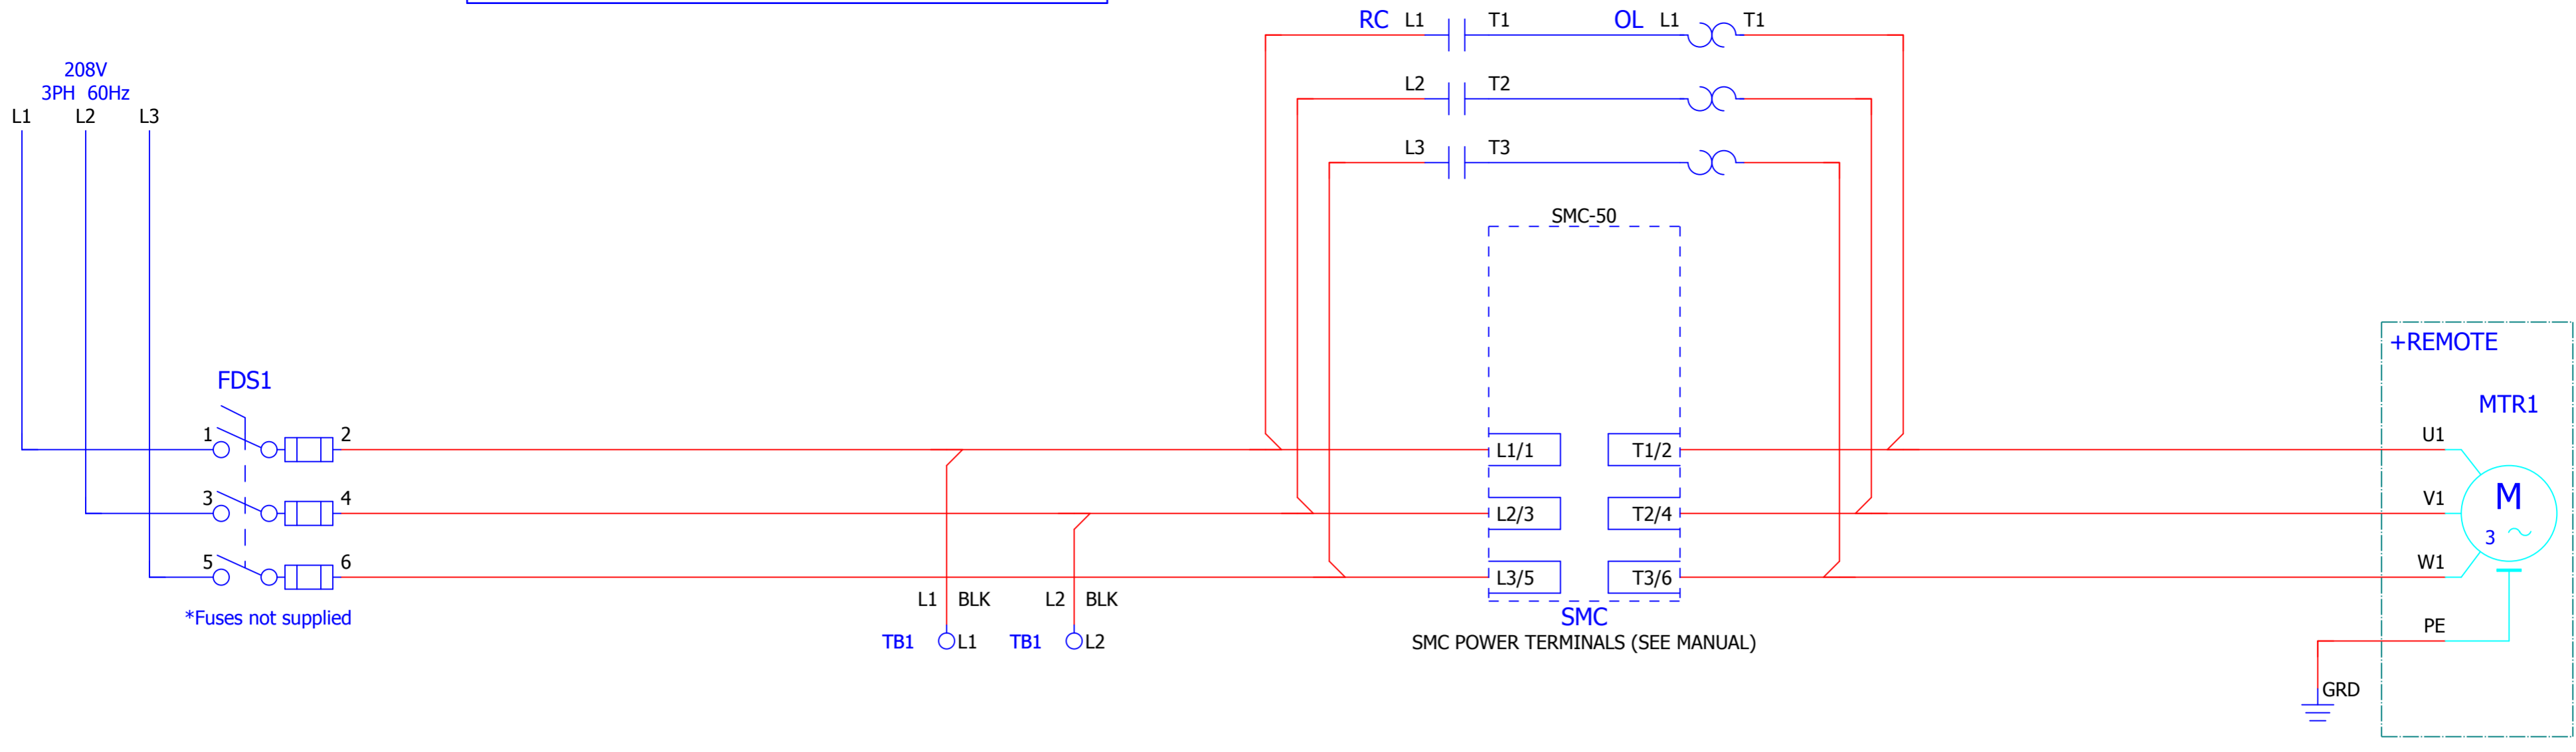 RC L1 T1 OL L1 T1
208V
3PH 60Hz
L1 L2 L3
L2 T2
L3 T3
SMC-50
+REMOTE
FDS1
MTR1
1 2 L1/1 T1/2 U1
3 4 L2/3 T2/4 V1 M
3
5 6 L3/5 T3/6 W1
L1 BLK L2 BLK
*Fuses not supplied
SMC
PE
TB1 L1 TB1 L2
SMC POWER TERMINALS (SEE MANUAL)
GRD